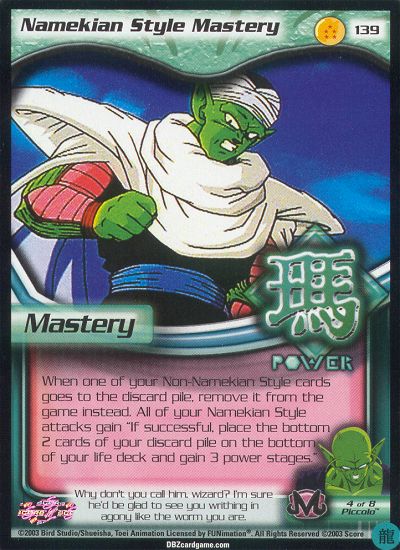 Namekian Style Mastery
139
Mastery
POWER
When one of your Non-Namekian Style cards
goes to the discard pile, remove it from the
game instead. All of your Namekian Style
attacks gain "If successful, place the bottom
2 cards of your discard pile on the bottom
of your life deck and gain 3 power stages."
Why don't you call him, wizard? I'm sure
he'd be glad to see you writhing in
agony like the worm you are.
4 of 8
Piccolo
龍
©2003 Bird Studio/Shueisha, Toei Animation Licensed by FUNimation®. All Rights Reserved ©2003 Score
DBZcardgame.com